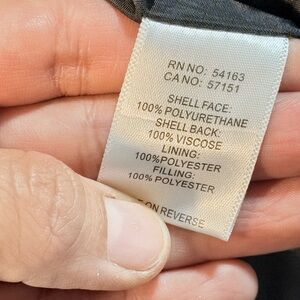 RN NO: 54163
CA NO: 57151
SHELL FACE:
100% POLYURETHANE
SHELL BACK:
100% VISCOSE
LINING:
100%POLYESTER
FILLING:
100% POLYESTER
ON REVERSE